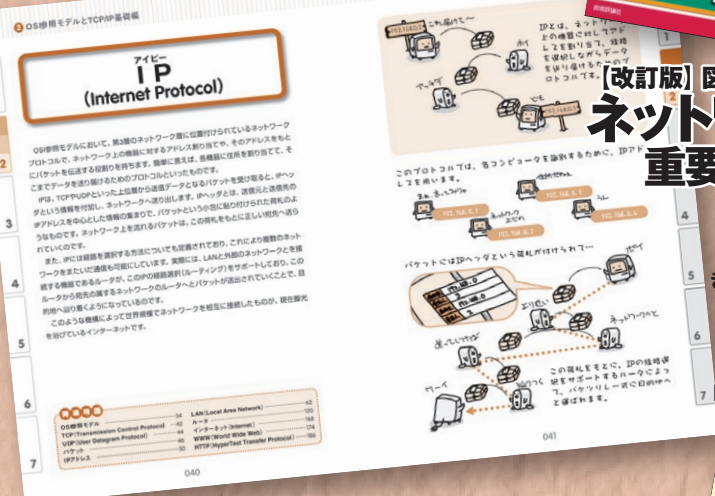 2 OSI参照モデルとTCP/IP基礎編
アイピー
IP
(Internet Protocol)
OSI参照モデルにおいて、第3層のネットワーク層に位置付けられているネットワーク
プロトコルで、ネットワーク上の機器に対するアドレス割り当てや、そのアドレスをもと
にパケットを伝送する役割りを持ちます。簡単に言えば、各機器に住所を割り当てて、そ
こまでデータを送り届けるためのプロトコルといったものです。
IPは、TCPやUDPといった上位層から送信データとなるパケットを受け取ると、IPヘッ
ダという情報を付加し、ネットワークへ送り出します。IPヘッダとは、送信元と送信先の
IPアドレスを中心とした情報の集まりで、パケットという小包に貼り付けられた荷札のよ
うなものです。ネットワーク上を流れるパケットは、この荷札をもとに正しい宛先へ送ら
れていくのです。
また、IPには経路を選択する方法についても定義されており、これにより複数のネット
ワークをまたいだ通信も可能にしています。実際には、LANと外部のネットワークとを接
続する機器であるルータが、このIPの経路選択(ルーティング)をサポートしており、この
ルータから宛先の属するネットワークのルータへとパケットが送出されていくことで、目
的地へ辿り着くようになっているのです。
このような機構によって世界規模でネットワークを相互に接続したものが、現在脚光
を浴びているインターネットです。
関連用語
OSI参照モデル 34
TCP(Transmission Control Protocol) 42
UDP(User Datagram Protocol) 44
パケット 46
IPアドレス 50
LAN(Local Area Network) 62
ルータ 120
インターネット(Internet) 168
WWW(World Wide Web) 174
HTTP(HyperText Transfer Protocol) 186
040
2
3
4
5
6
7
これ届けて〜
192.168.0.2
ホイ
IPとは、ネットワーク
上の機器に対してアド
レスを割り当て、経路
を選択しながらデータ
を送り届けるためのプ
ロトコルです。
このプロトコルでは、各コンピュータを識別するために、IPアド
レスを用います。
192.168.0.1
192.168.0.3
192.168.0.5
192.168.0.4
うん
パケットにはIPヘッダという荷札が付けられて…
ポイ
ネットワークへと
この荷札をもとに、IPの経路選
択をサポートするルータによっ
て、バケツリレー式に目的地へ
と運ばれます。
041
1
2
4
5
6
7
【改訂版】図
ネット
重要
技術評論社